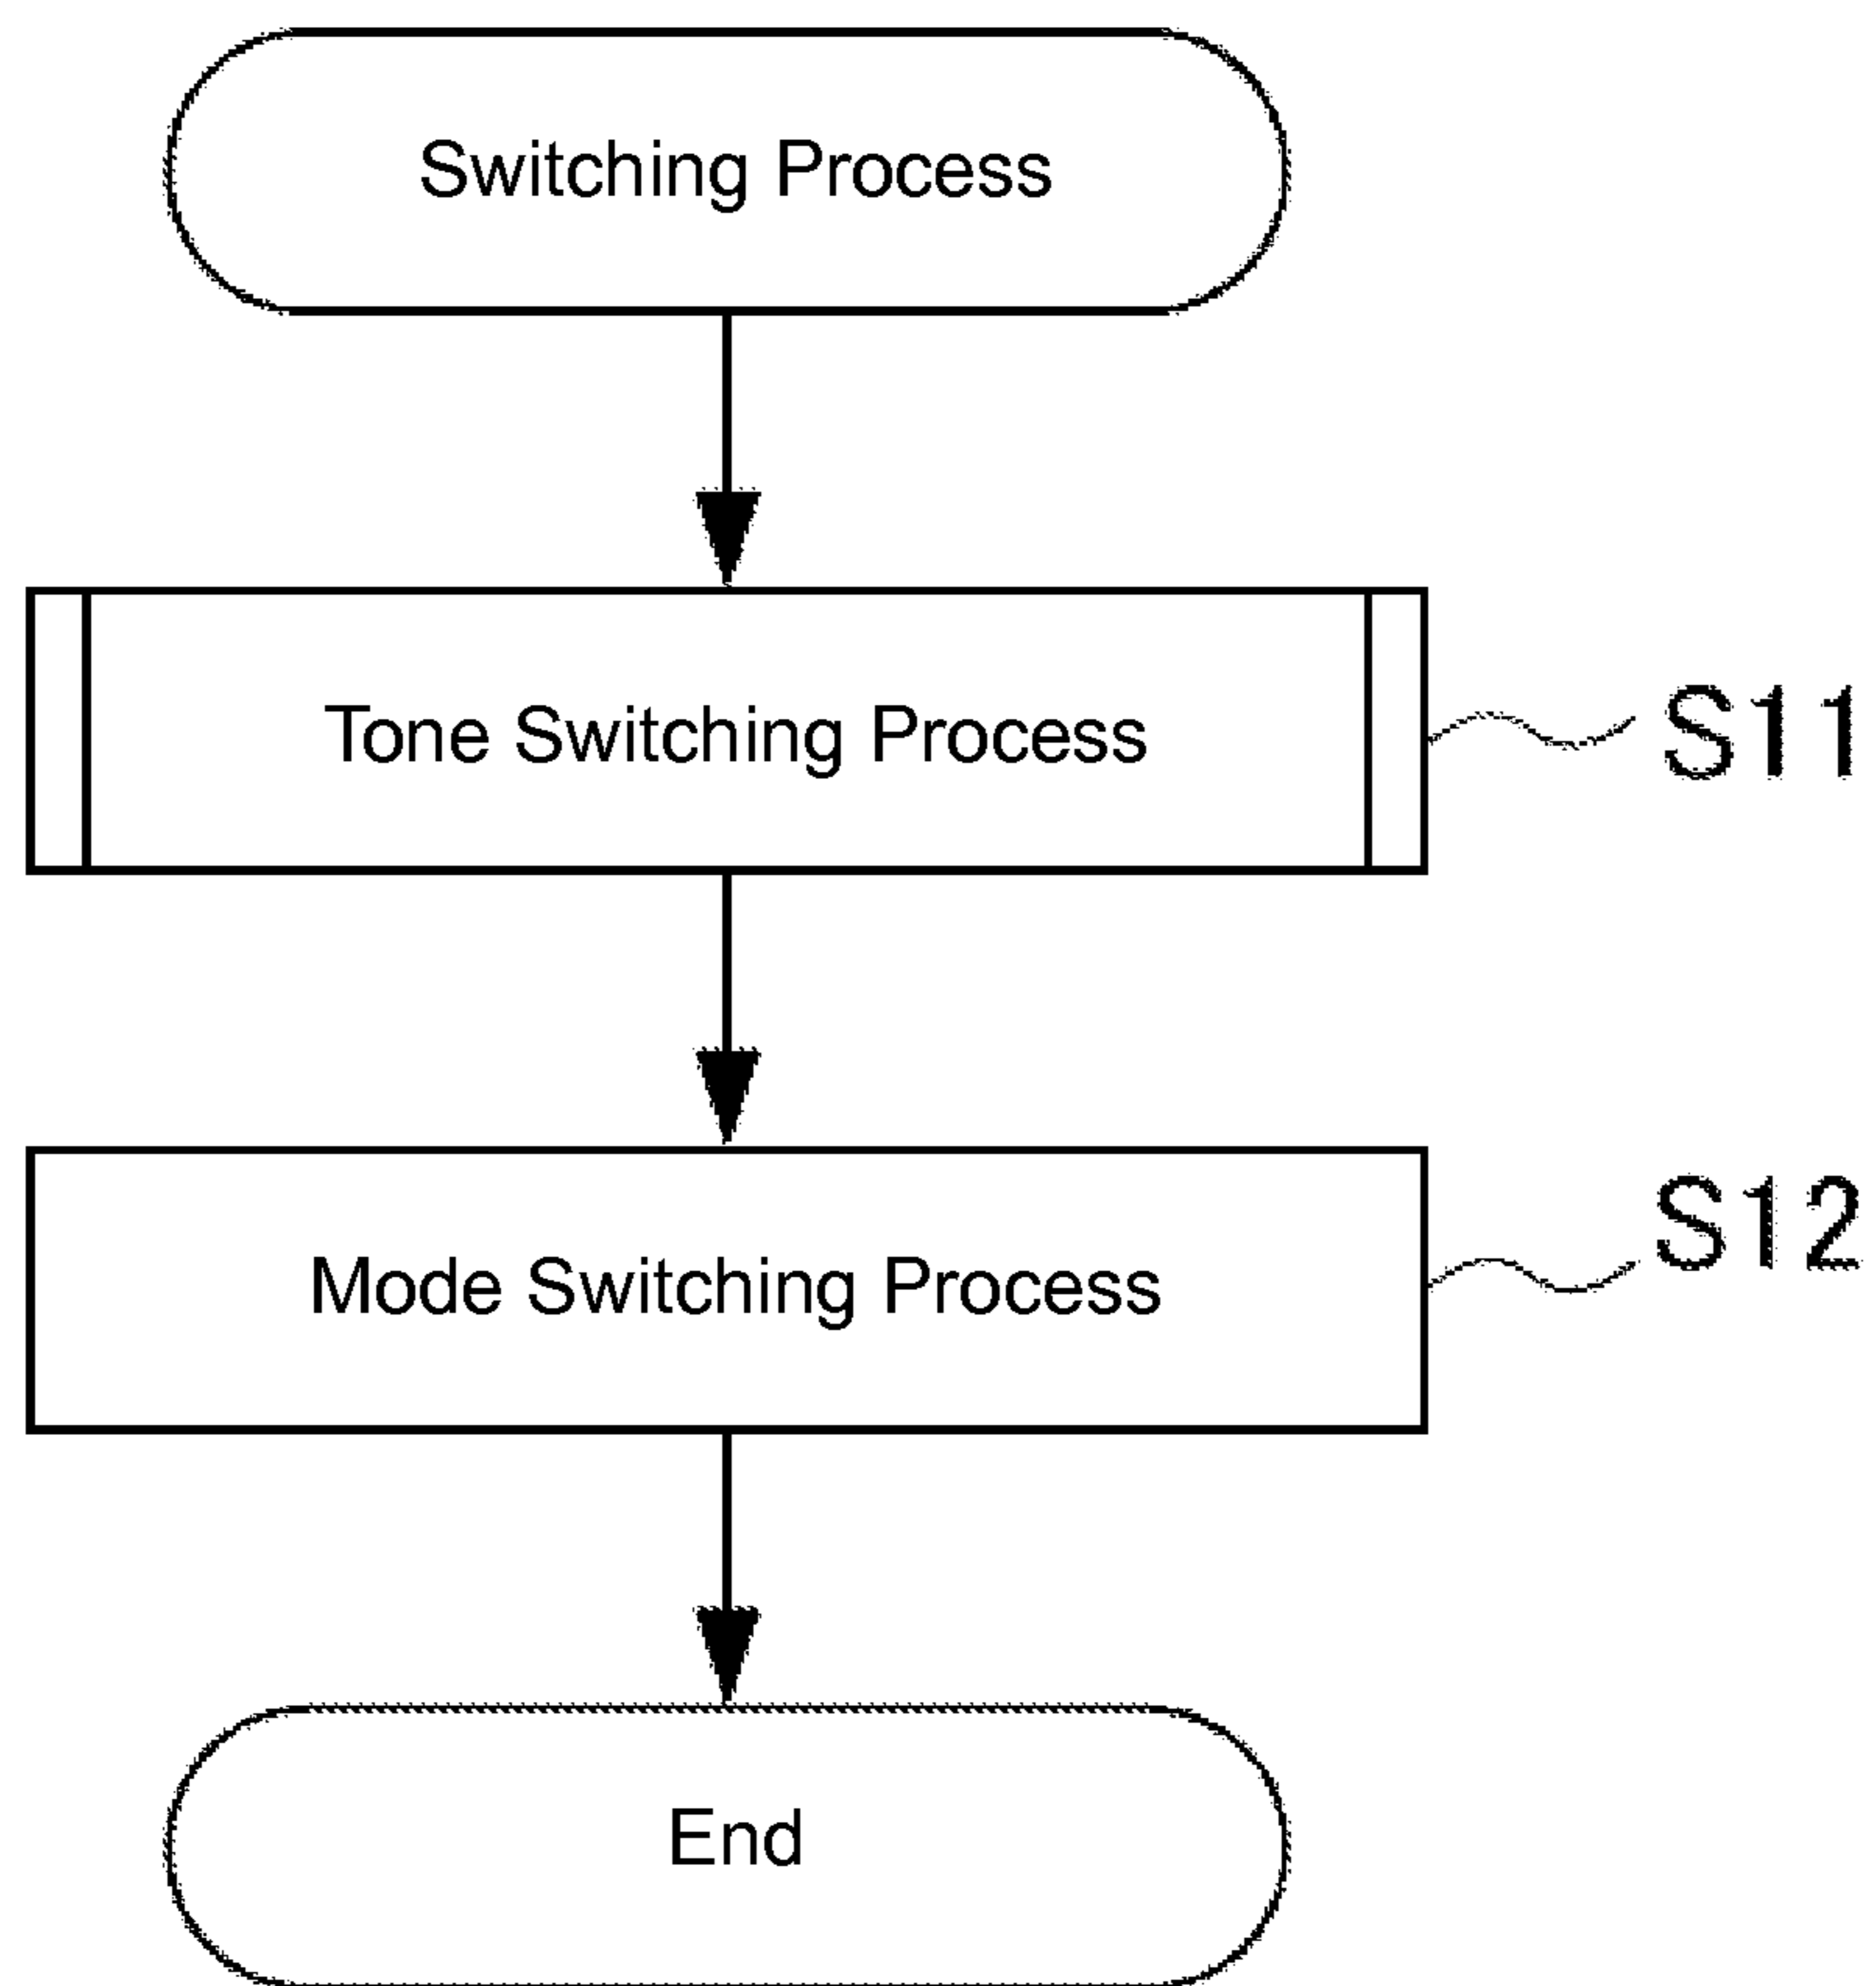 Switching Process
Tone Switching Process
S11
Mode Switching Process
S12
End